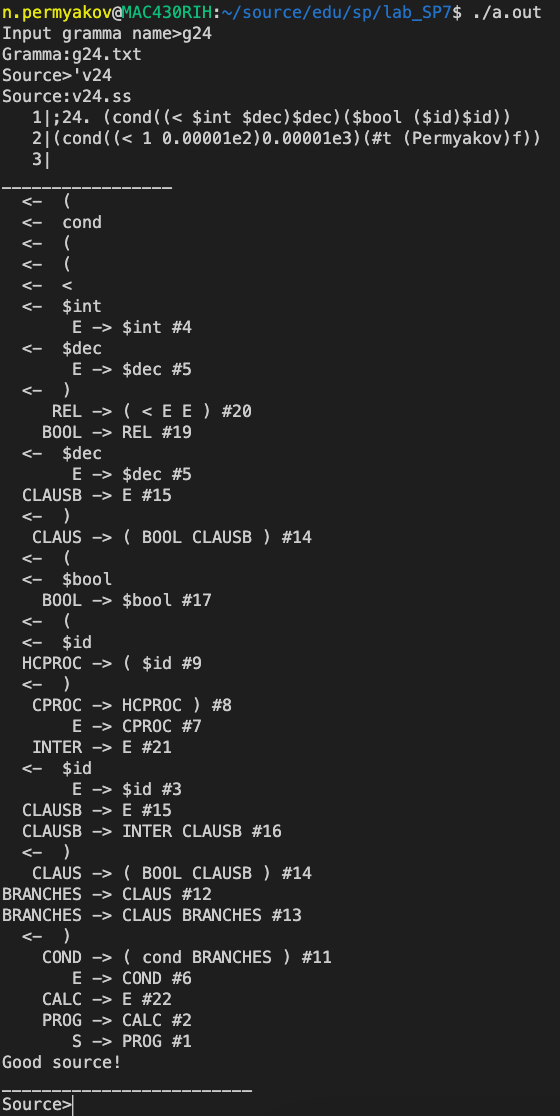 n.permyakov@MAC430RIH:~/source/edu/sp/lab_SP7$ ./a.out
Input gramma name>g24
Gramma:g24.txt
Source>'v24
Source:v24.ss
   1|;24. (cond((< $int $dec)$dec)($bool ($id)$id))
   2|(cond((< 1 0.00001e2)0.00001e3)(#t (Permyakov)f))
   3|
_________________
  <-  (
  <-  cond
  <-  (
  <-  (
  <-  <
  <-  $int
       E -> $int #4
  <-  $dec
       E -> $dec #5
  <-  )
     REL -> ( < E E ) #20
    BOOL -> REL #19
  <-  $dec
       E -> $dec #5
  CLAUSB -> E #15
  <-  )
   CLAUS -> ( BOOL CLAUSB ) #14
  <-  (
  <-  $bool
    BOOL -> $bool #17
  <-  (
  <-  $id
  HCPROC -> ( $id #9
  <-  )
   CPROC -> HCPROC ) #8
       E -> CPROC #7
   INTER -> E #21
  <-  $id
       E -> $id #3
  CLAUSB -> E #15
  CLAUSB -> INTER CLAUSB #16
  <-  )
   CLAUS -> ( BOOL CLAUSB ) #14
BRANCHES -> CLAUS #12
BRANCHES -> CLAUS BRANCHES #13
  <-  )
    COND -> ( cond BRANCHES ) #11
       E -> COND #6
    CALC -> E #22
    PROG -> CALC #2
       S -> PROG #1
Good source!
_________________________
Source>